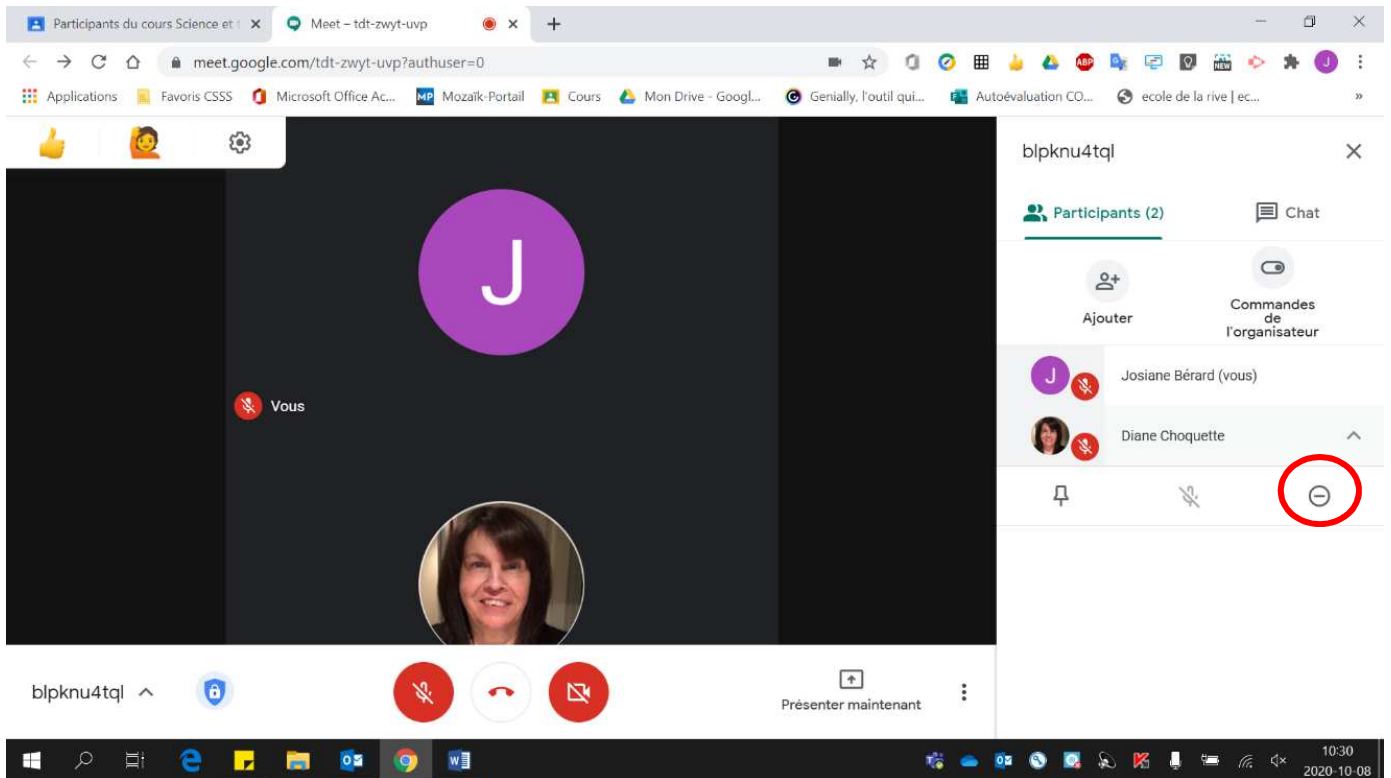 Participants du cours Science et t
Meet – tdt-zwyt-uvp
meet.google.com/tdt-zwyt-uvp?authuser=0
ABP
NEW
J
Applications
Favoris CSSS
Microsoft Office Ac...
MP Mozaïk-Portail
Cours
Mon Drive - Googl...
Genially, l'outil qui...
Autoévaluation CO...
ecole de la rive | ec...
»
J
Vous
blpknu4tql
Participants (2)
Chat
Ajouter
Commandes
de
l'organisateur
J
Josiane Bérard (vous)
Diane Choquette
blpknu4tql
Présenter maintenant
10:30
2020-10-08